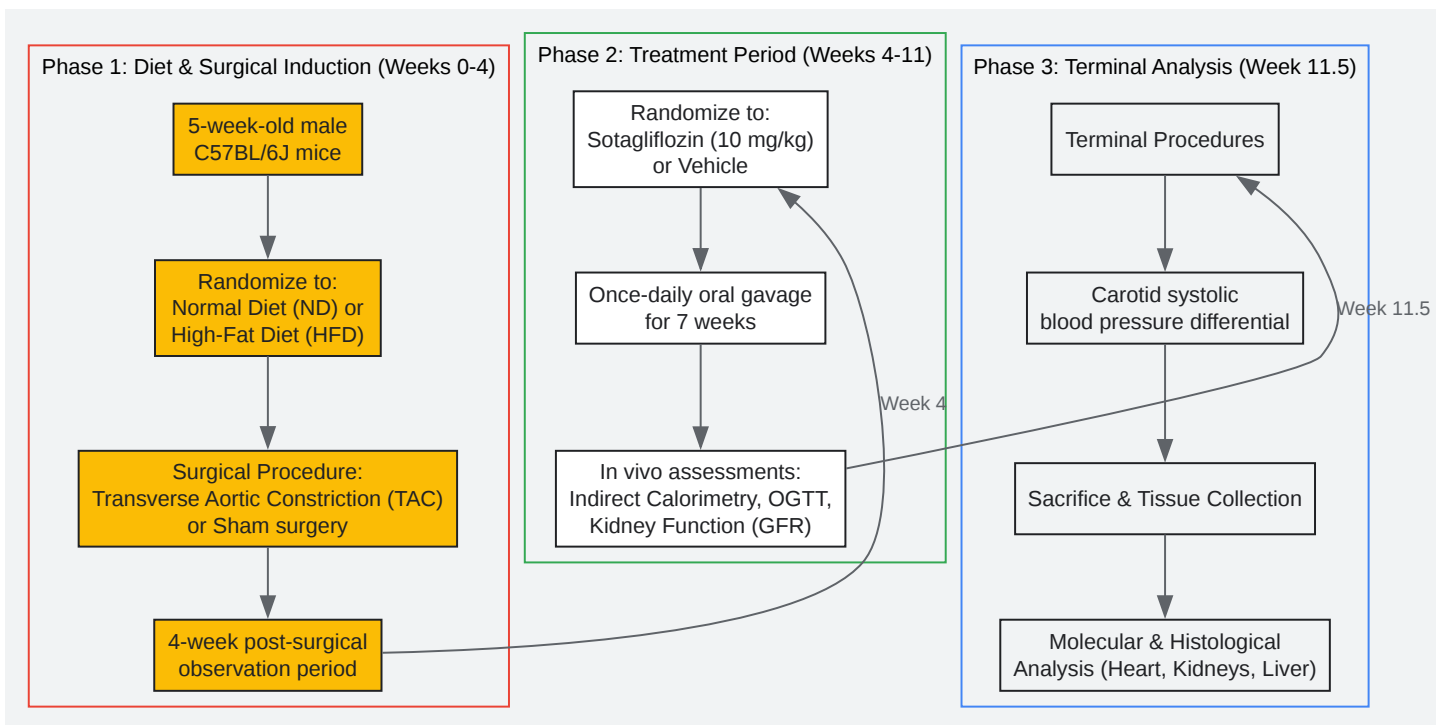 Phase 1: Diet & Surgical Induction (Weeks 0-4)
5-week-old male
C57BL/6J mice
Randomize to:
Normal Diet (ND) or
High-Fat Diet (HFD)
Surgical Procedure:
Transverse Aortic Constriction (TAC)
or Sham surgery
4-week post-surgical
observation period
Phase 2: Treatment Period (Weeks 4-11)
Randomize to:
Sotagliflozin (10 mg/kg)
or Vehicle
Once-daily oral gavage
for 7 weeks
Week 4
In vivo assessments:
Indirect Calorimetry, OGTT,
Kidney Function (GFR)
Phase 3: Terminal Analysis (Week 11.5)
Terminal Procedures
Carotid systolic
blood pressure differential
Week 11.5
Sacrifice & Tissue Collection
Molecular & Histological
Analysis (Heart, Kidneys, Liver)